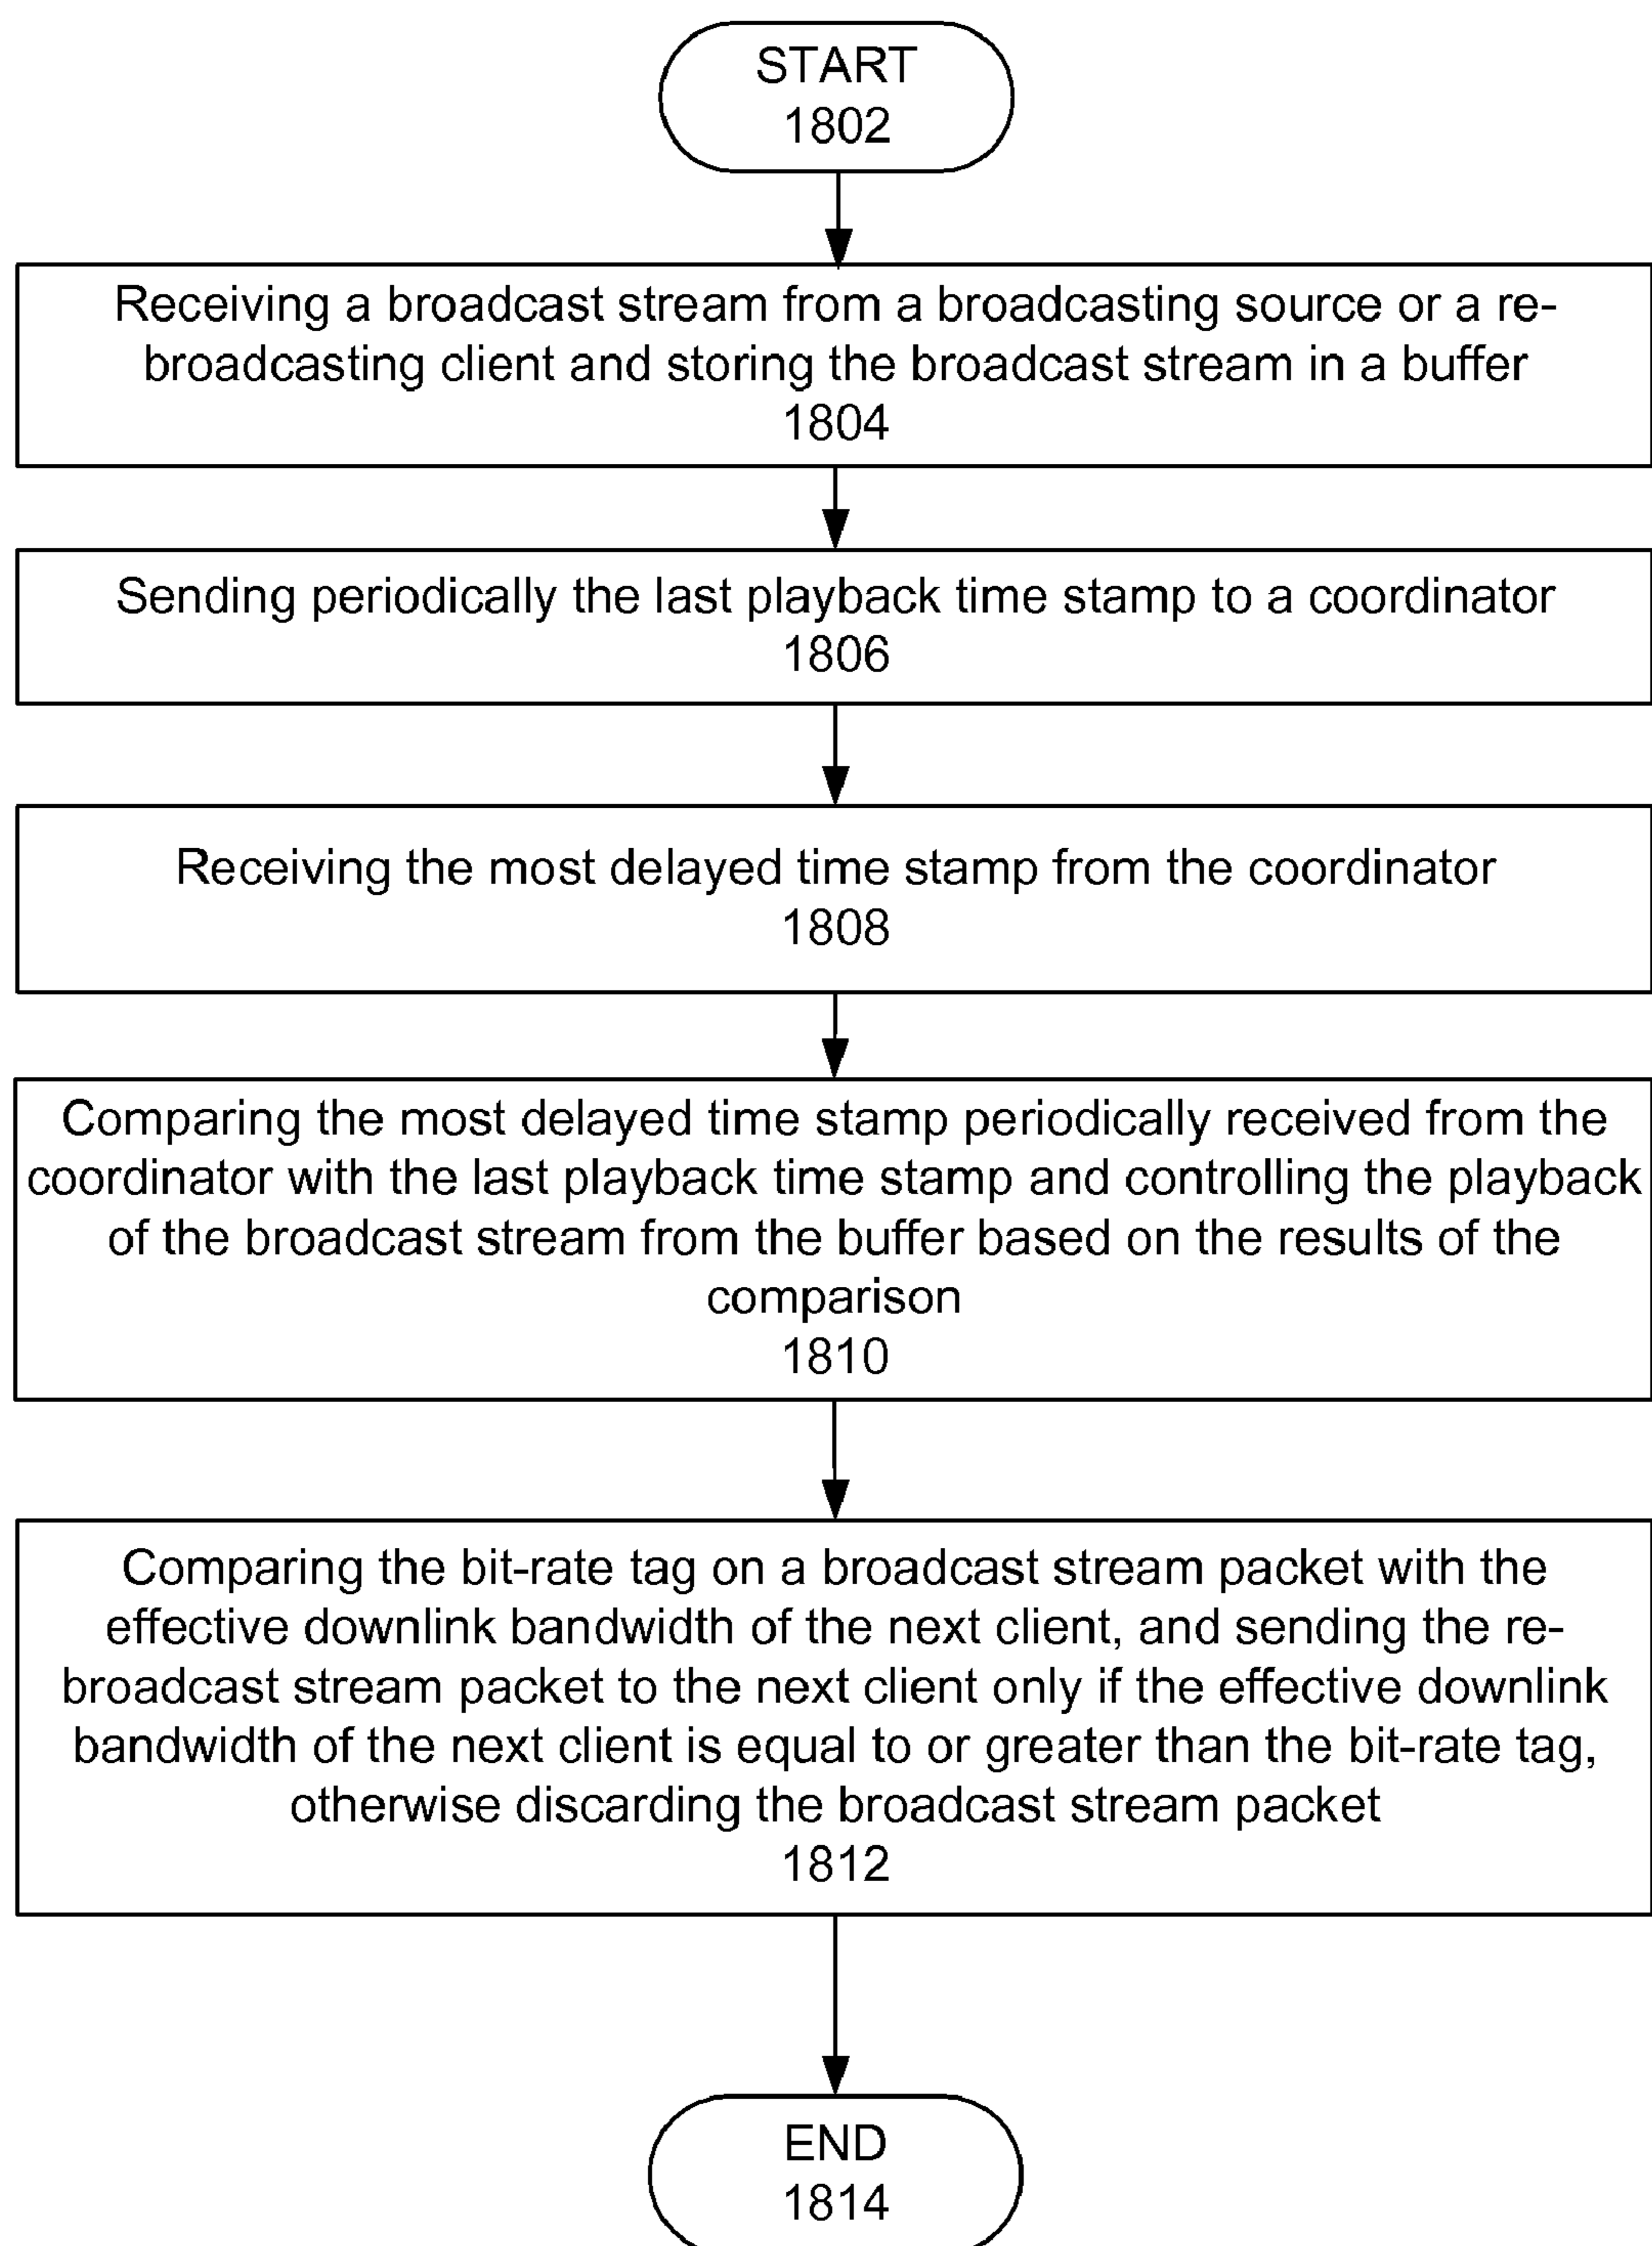 START
1802
Receiving a broadcast stream from a broadcasting source or a re-
broadcasting client and storing the broadcast stream in a buffer
1804
Sending periodically the last playback time stamp to a coordinator
1806
Receiving the most delayed time stamp from the coordinator
1808
Comparing the most delayed time stamp periodically received from the
coordinator with the last playback time stamp and controlling the playback
of the broadcast stream from the buffer based on the results of the
comparison
1810
Comparing the bit-rate tag on a broadcast stream packet with the
effective downlink bandwidth of the next client, and sending the re-
broadcast stream packet to the next client only if the effective downlink
bandwidth of the next client is equal to or greater than the bit-rate tag,
otherwise discarding the broadcast stream packet
1812
END
1814